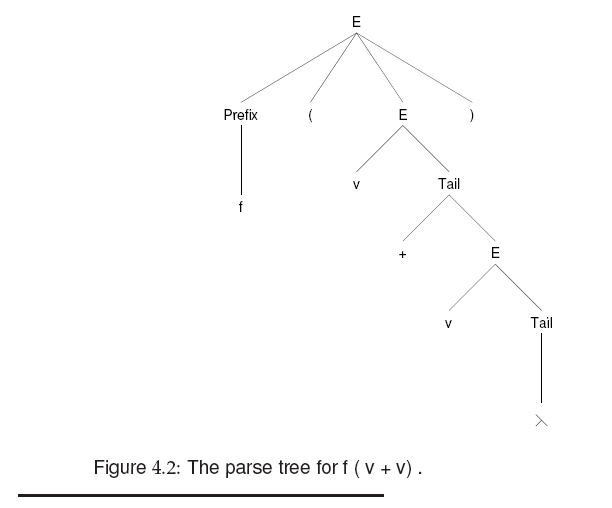 E
Prefix ( E )
v Tail
f
+ E
v Tail
λ
Figure 4.2: The parse tree for f ( v + v) .